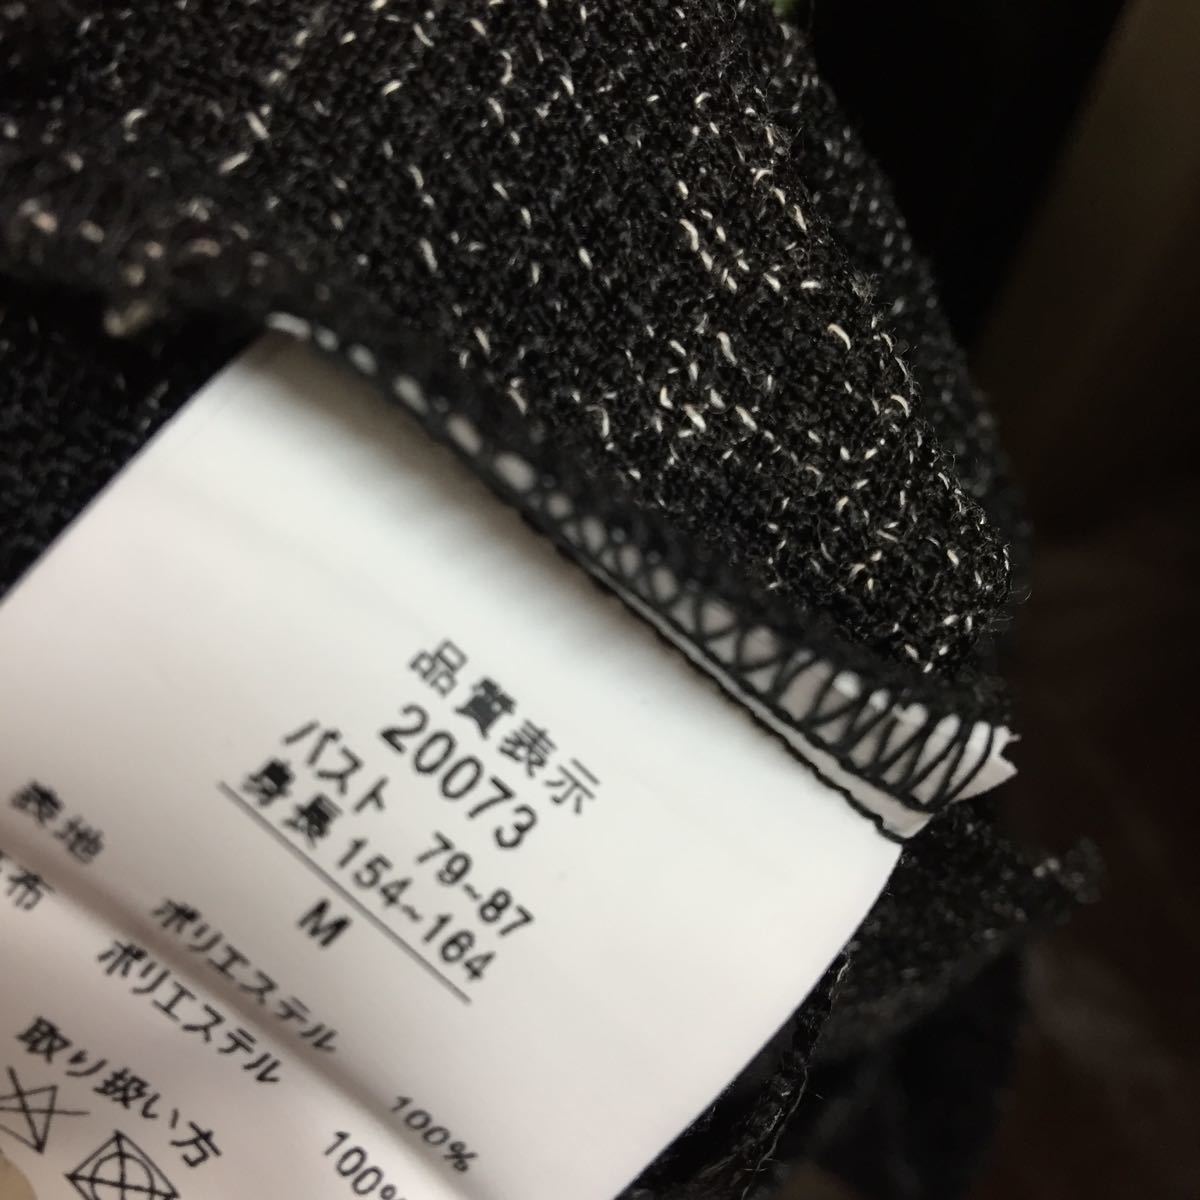 品質表示
20073
バスト 79~87
身長 154~164
M
表地 ポリエステル 100%
布 ポリエステル 100%
取り扱い方